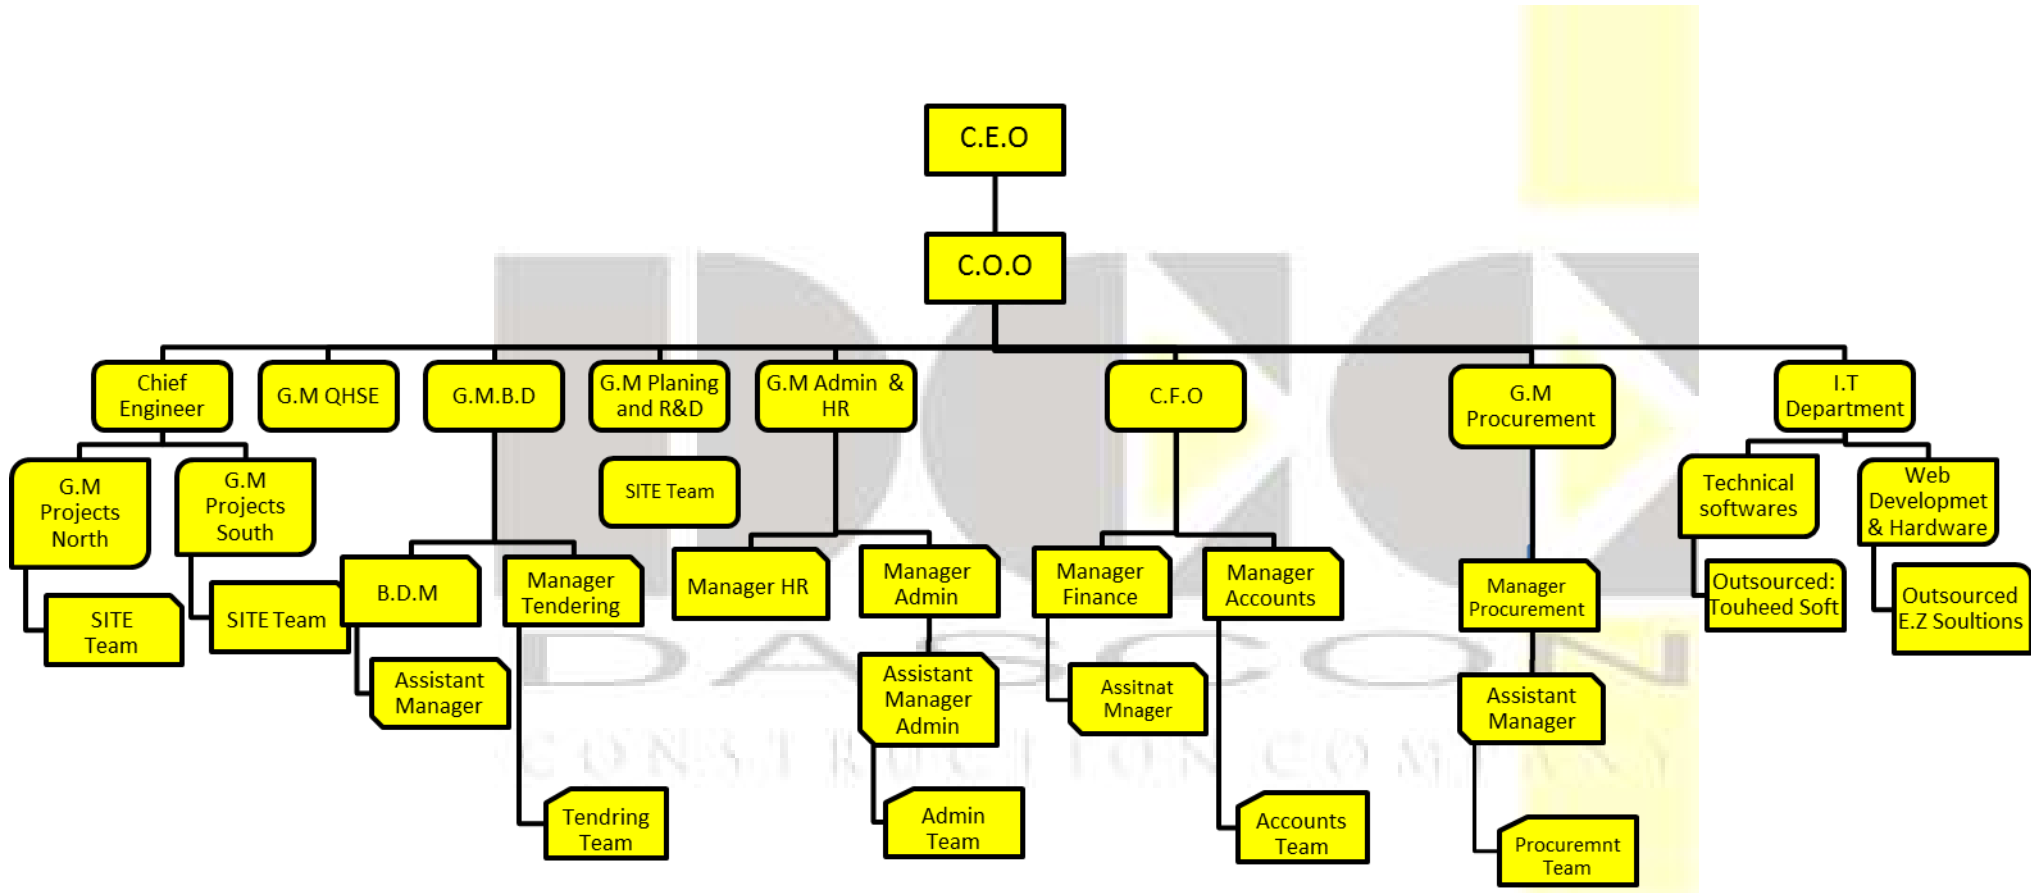 C.E.O
C.O.O
Chief
Engineer
G.M QHSE
G.M.B.D
G.M Planing
and R&D
G.M Admin &
HR
C.F.O
G.M
Procurement
I.T
Department
G.M
Projects
North
G.M
Projects
South
SITE Team
Technical
softwares
Web
Developmet
& Hardware
SITE
Team
SITE Team
B.D.M
Manager
Tendering
Manager HR
Manager
Admin
Manager
Finance
Manager
Accounts
Manager
Procurement
Outsourced:
Touheed Soft
Outsourced
E.Z Soultions
Assistant
Manager
Assistant
Manager
Admin
Assitnat
Mnager
Assistant
Manager
Tendring
Team
Admin
Team
Accounts
Team
Procuremnt
Team
DASCON
CONSTRUCTION COMPANY